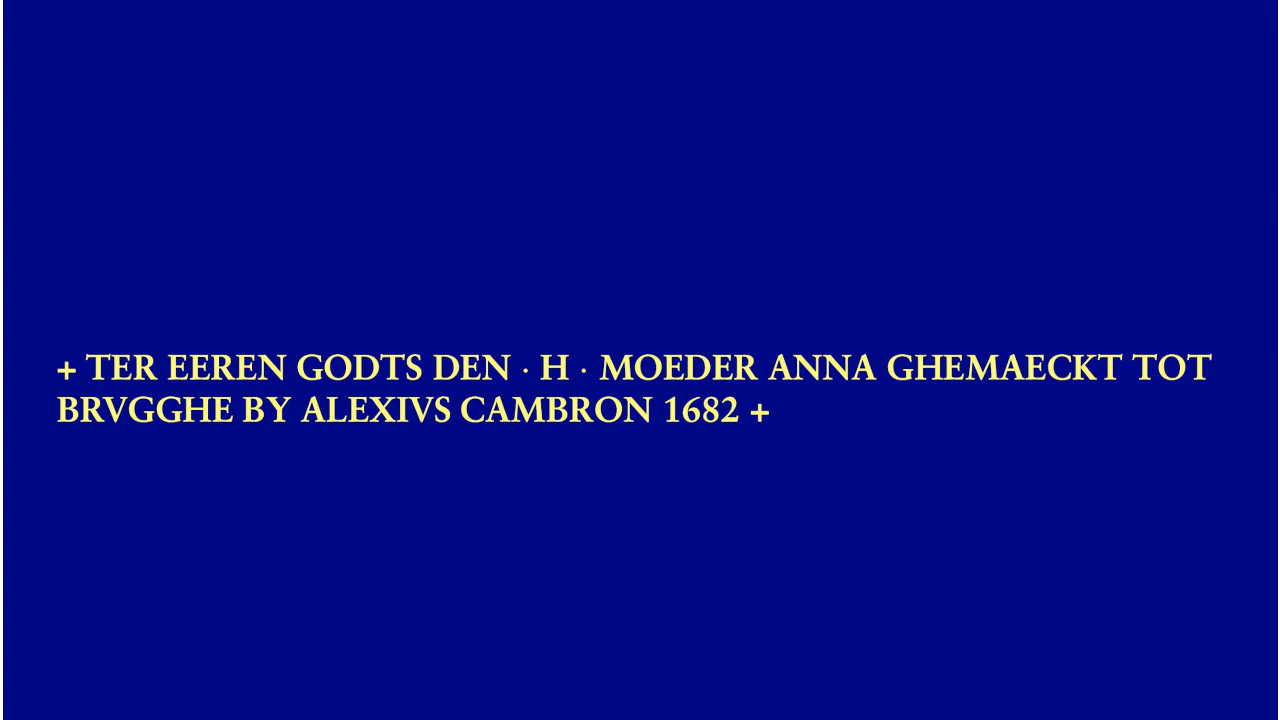 + TER EEREN GODTS DEN · H · MOEDER ANNA GHEMAECKT TOT
BRVGGHE BY ALEXIVS CAMBRON 1682 +